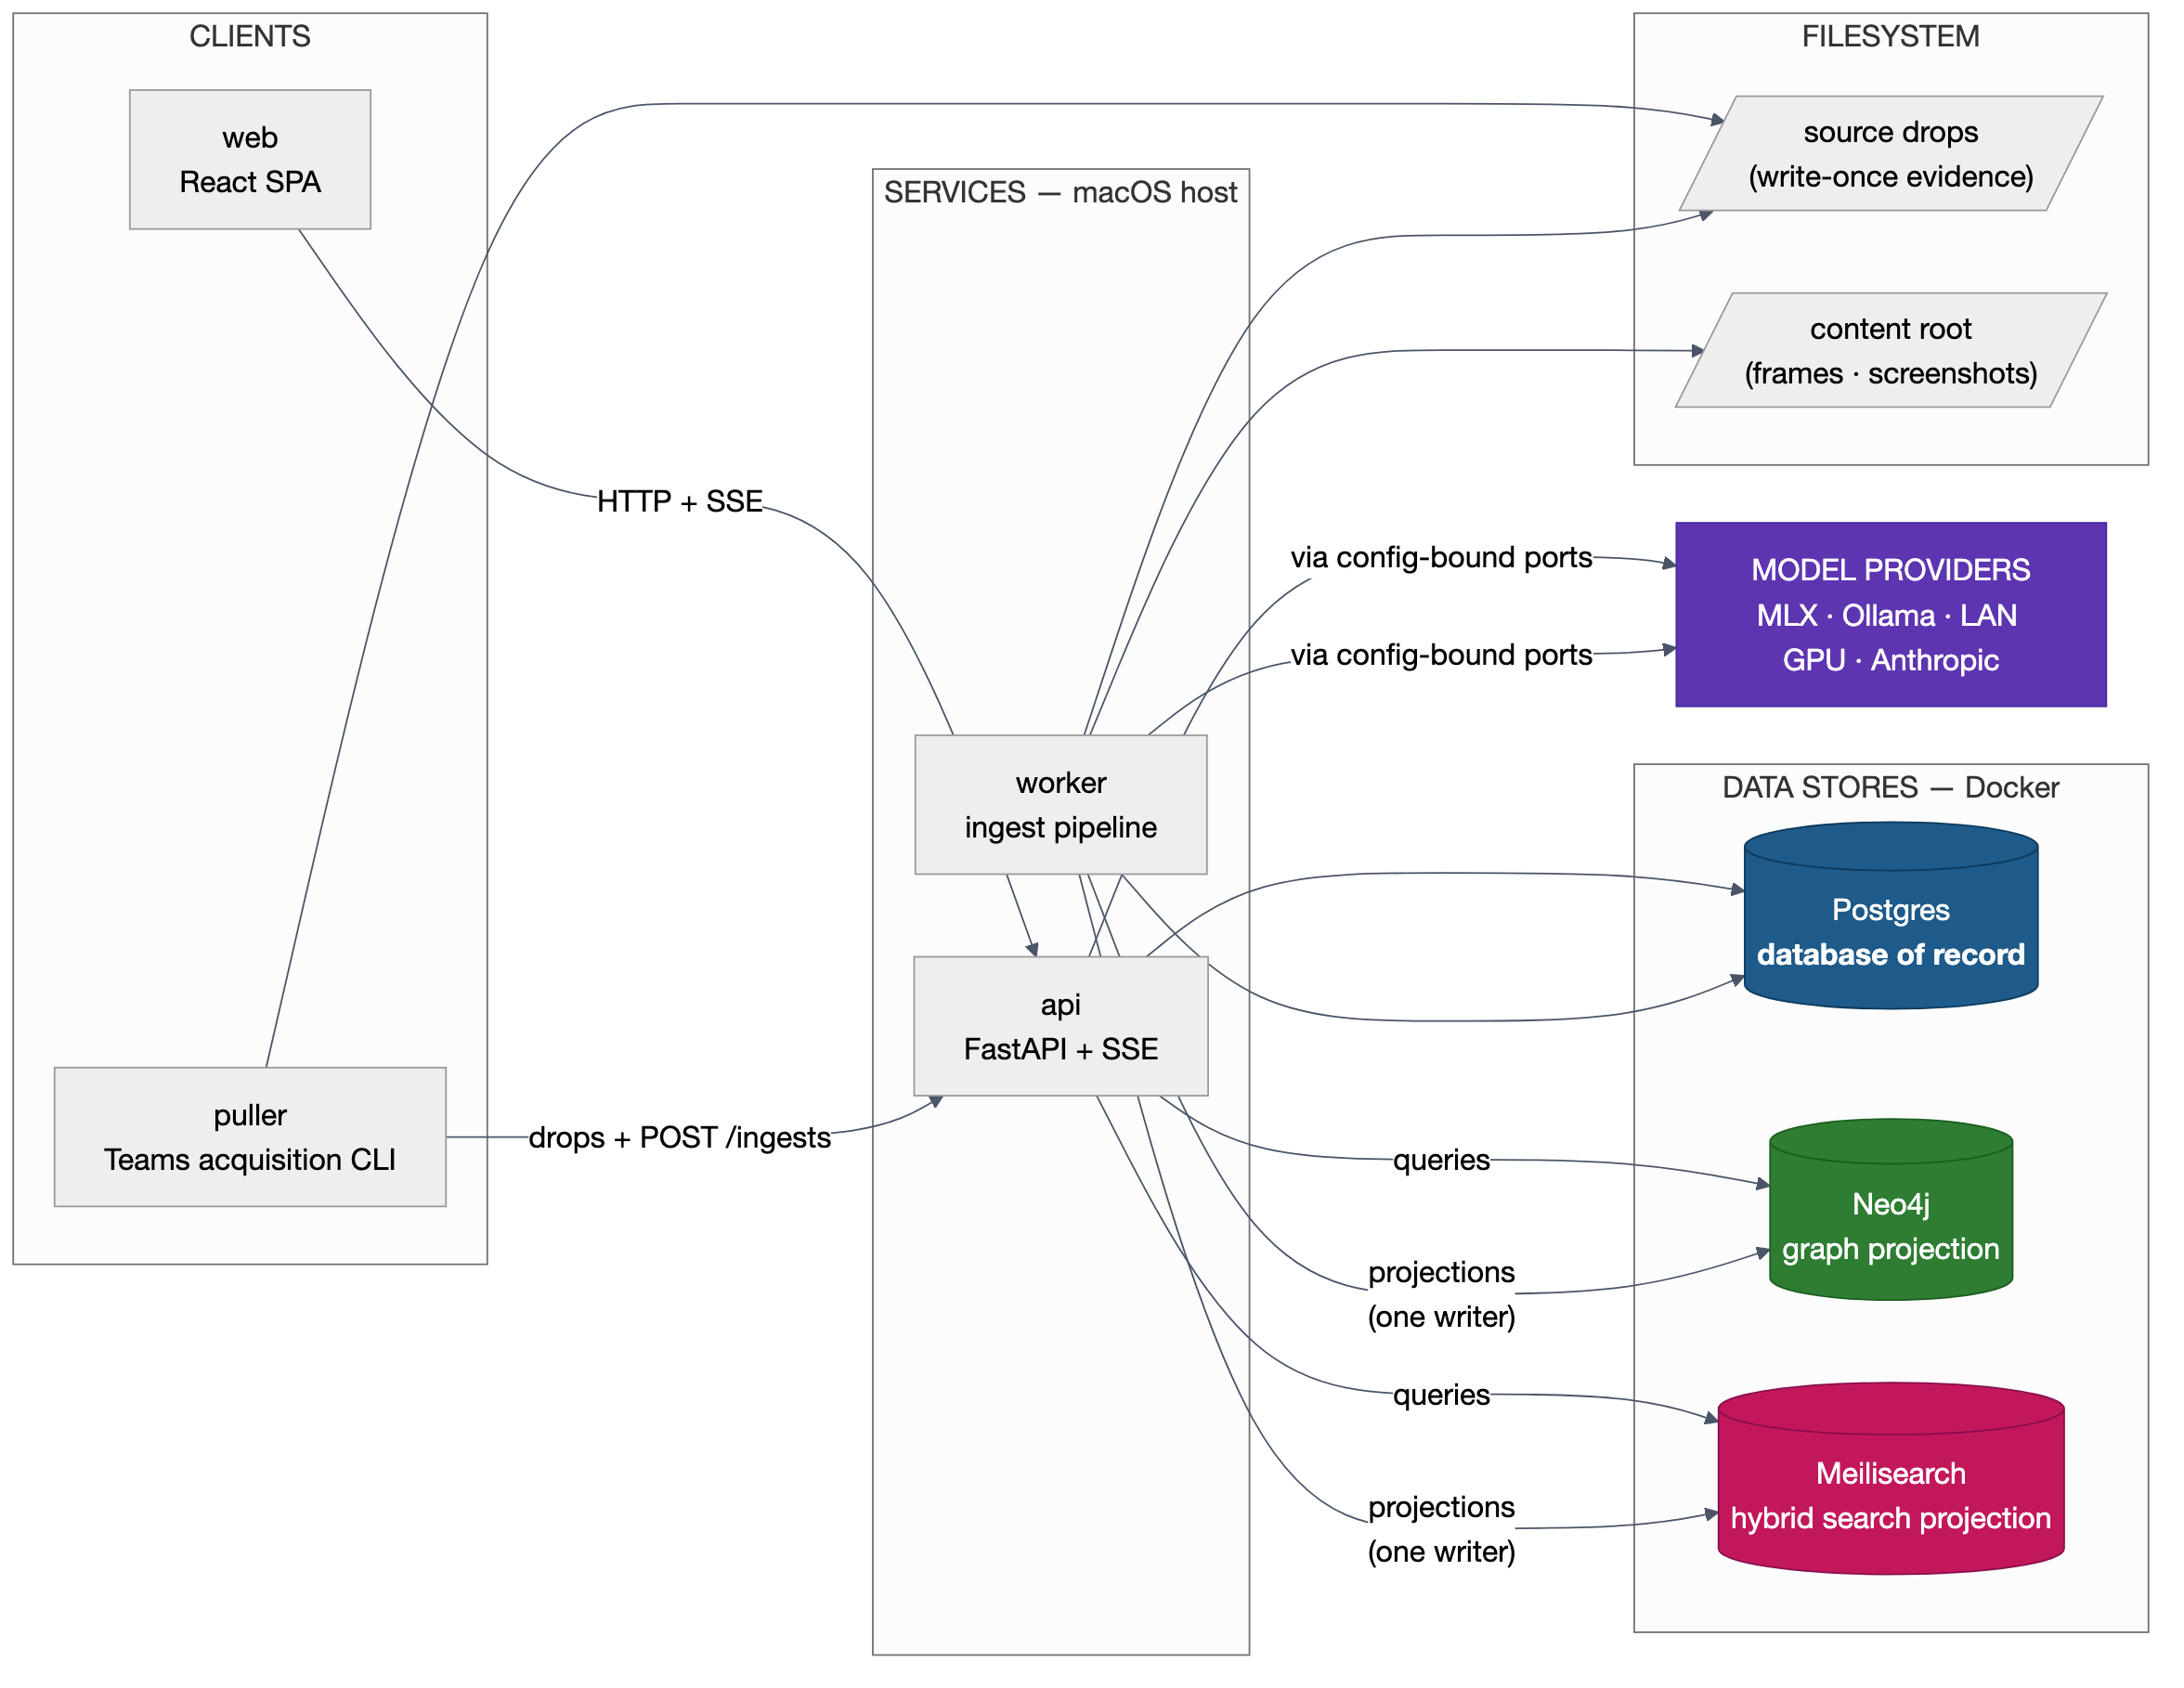 CLIENTS
web
React SPA
puller
Teams acquisition CLI
HTTP + SSE
drops + POST /ingests
SERVICES — macOS host
worker
ingest pipeline
api
FastAPI + SSE
via config-bound ports
via config-bound ports
queries
projections
(one writer)
queries
projections
(one writer)
FILESYSTEM
source drops
(write-once evidence)
content root
(frames · screenshots)
MODEL PROVIDERS
MLX · Ollama · LAN
GPU · Anthropic
DATA STORES — Docker
Postgres
database of record
Neo4j
graph projection
Meilisearch
hybrid search projection